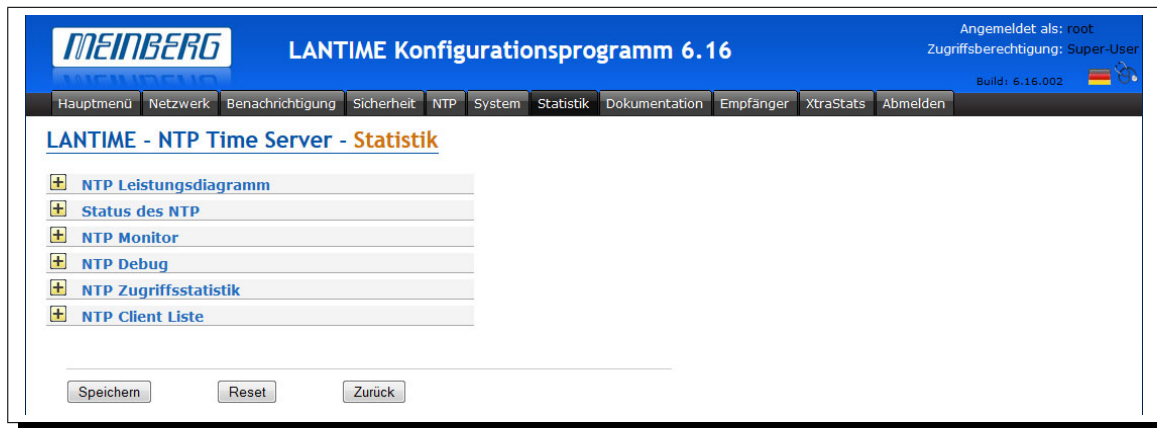 MEINBERG
LANTIME Konfigurationsprogramm 6.16
Angemeldet als: root
Zugriffsberechtigung: Super-User
Build: 6.16.002
Hauptmenü Netzwerk Benachrichtigung Sicherheit NTP System Statistik Dokumentation Empfänger XtraStats Abmelden
LANTIME - NTP Time Server - Statistik
NTP Leistungsdiagramm
Status des NTP
NTP Monitor
NTP Debug
NTP Zugriffsstatistik
NTP Client Liste
Speichern Reset Zurück